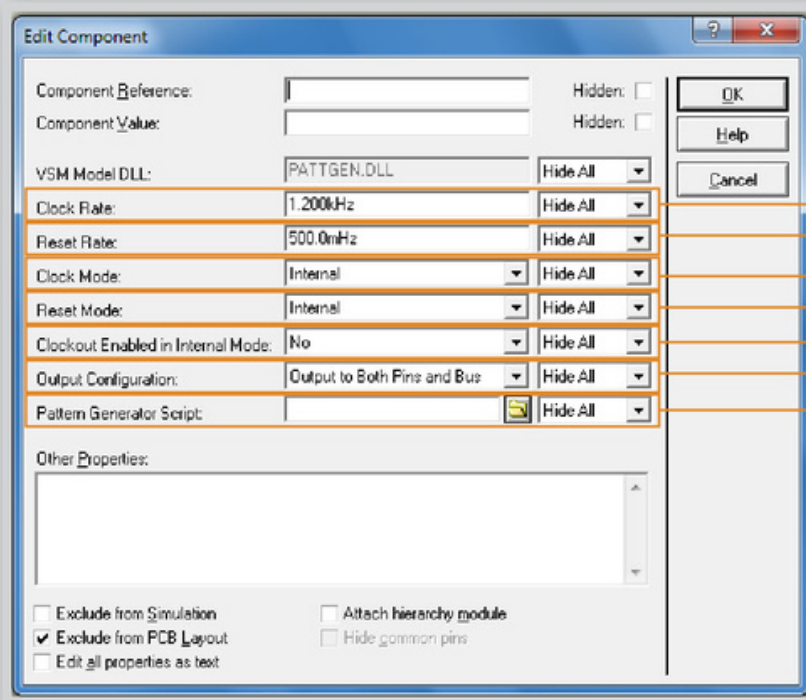 Edit Component
?
X
Component Reference:
Hidden:
OK
Component Value:
Hidden:
Help
VSM Model DLL:
PATTGEN.DLL
Hide All
Cancel
Clock Rate:
1.200kHz
Hide All
Reset Rate:
500.0mHz
Hide All
Clock Mode:
Internal
Hide All
Reset Mode:
Internal
Hide All
Clockout Enabled in Internal Mode:
No
Hide All
Output Configuration:
Output to Both Pins and Bus
Hide All
Pattern Generator Script:
Hide All
Other Properties:
Exclude from Simulation
Attach hierarchy module
Exclude from PCB Layout
Hide common pins
Edit all properties as text